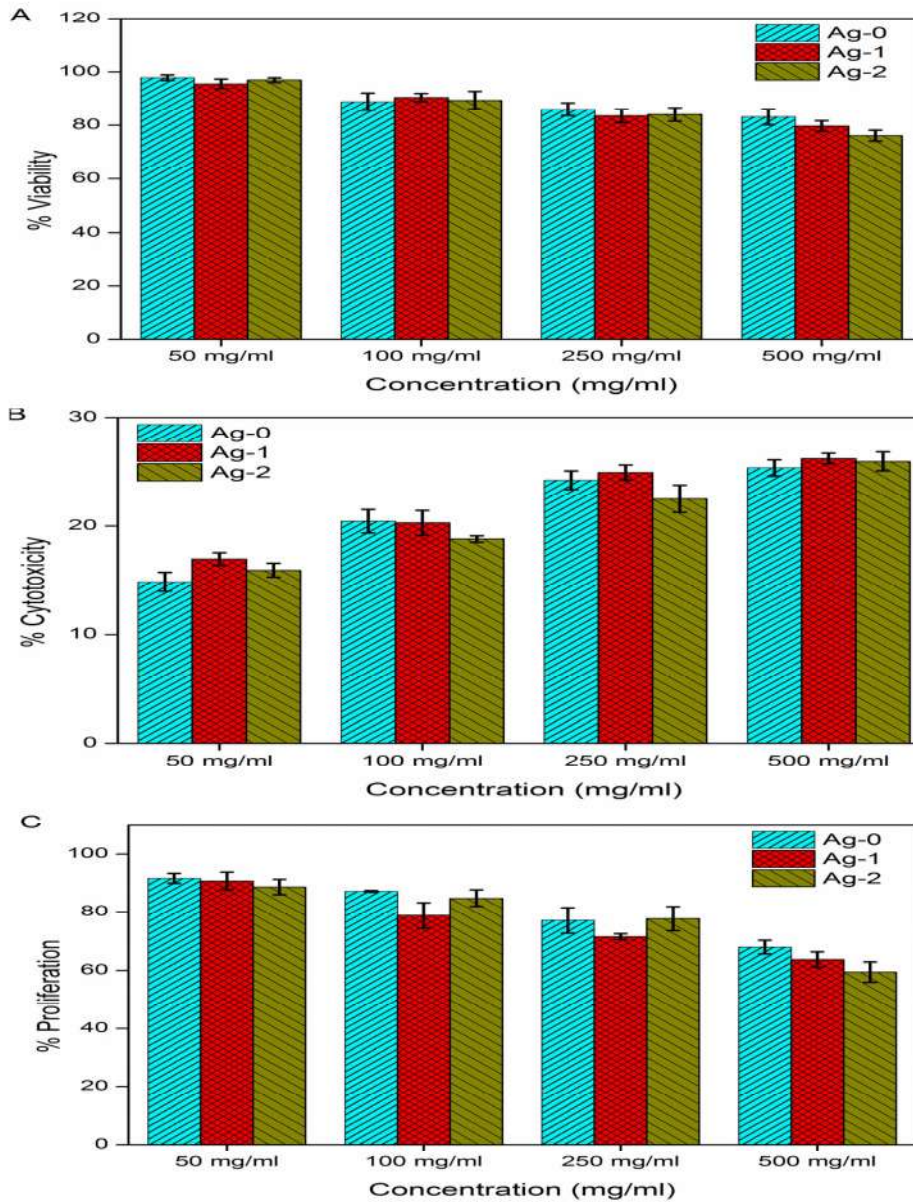 A
120
100
80
60
40
20
0
% Viability
Ag-0
Ag-1
Ag-2
50 mg/ml 100 mg/ml 250 mg/ml 500 mg/ml
Concentration (mg/ml)
B
30
20
10
0
% Cytotoxicity
Ag-0
Ag-1
Ag-2
50 mg/ml 100 mg/ml 250 mg/ml 500 mg/ml
Concentration (mg/ml)
C
100
80
60
40
20
0
% Proliferation
Ag-0
Ag-1
Ag-2
50 mg/ml 100 mg/ml 250 mg/ml 500 mg/ml
Concentration (mg/ml)